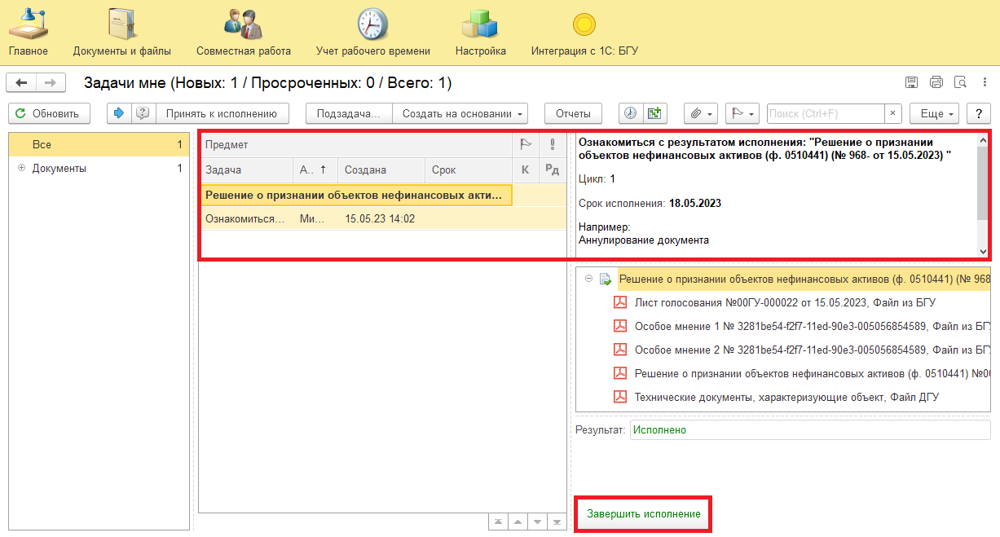 Главное
Документы и файлы
Совместная работа
Учет рабочего времени
Настройка
Интеграция с 1С: БГУ
Задачи мне (Новых: 1 / Просроченных: 0 / Всего: 1)
Обновить
Принять к исполнению
Подзадача...
Создать на основании
Отчеты
Поиск (Ctrl+F)
×
Еще
?
Все 1
Документы 1
Предмет
Задача
А.. ↑
Создана
Срок
К
Рд
Решение о признании объектов нефинансовых акти...
Ознакомиться...
Ми...
15.05.23 14:02
Ознакомиться с результатом исполнения: "Решение о признании
объектов нефинансовых активов (ф. 0510441) (№ 968- от 15.05.2023) "
Цикл: 1
Срок исполнения: 18.05.2023
Например:
Аннулирование документа
Решение о признании объектов нефинансовых активов (ф. 0510441) (№ 968
Лист голосования №00ГУ-000022 от 15.05.2023, Файл из БГУ
Особое мнение 1 № 3281be54-f2f7-11ed-90e3-005056854589, Файл из БГУ
Особое мнение 2 № 3281be54-f2f7-11ed-90e3-005056854589, Файл из БГУ
Решение о признании объектов нефинансовых активов (ф. 0510441) №00
Технические документы, характеризующие объект, Файл ДГУ
Результат:
Исполнено
Завершить исполнение